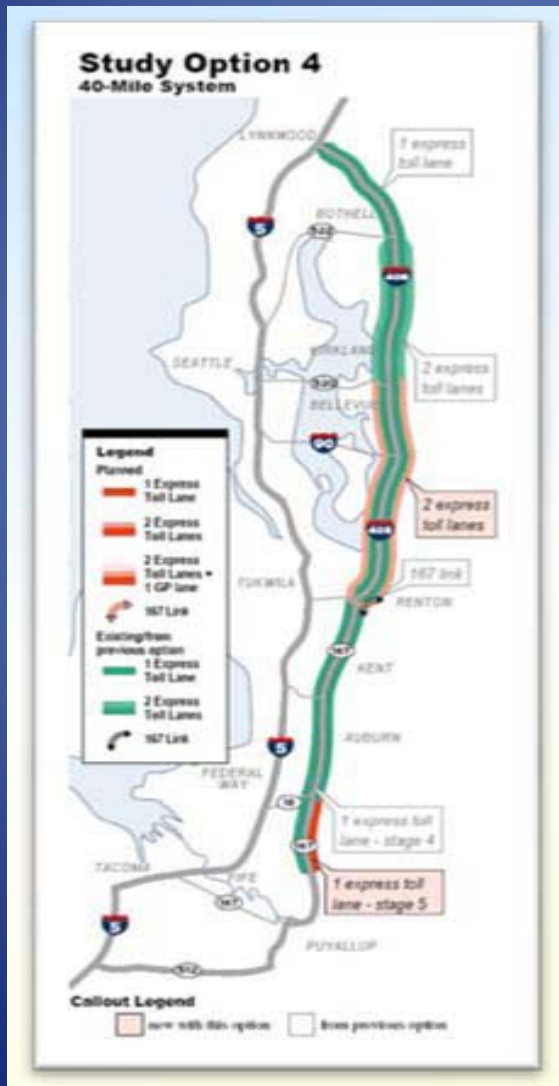 Study Option 4
40-Mile System
LYNNWOOD
1 express
toll lane
BOTHELL
5
522
405
KIRKLAND
2 express
toll lanes
SEATTLE
520
BELLEVUE
90
2 express
toll lanes
405
167 link
TUKWILA
RENTON
167
KENT
Legend
Planned
1 Express
Toll Lane
2 Express
Toll Lanes
2 Express
Toll Lanes +
1 GP lane
167 Link
Existing/from
previous option
1 Express
Toll Lane
2 Express
Toll Lanes
167 Link
5
AUBURN
FEDERAL
WAY
18
1 express toll
lane - stage 4
167
TACOMA
FIFE
167
1 express toll
lane - stage 5
5
PUYALLUP
512
Callout Legend
new with this option
from previous option